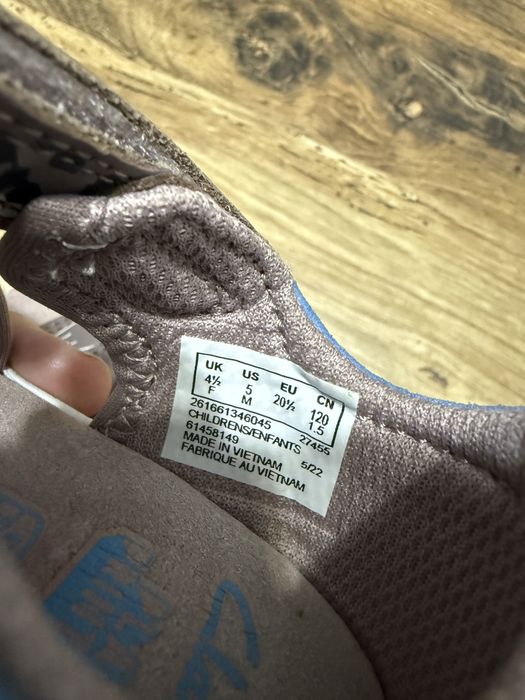 UK US EU CN
4½ 5 20½ 120
F M 1.5
261661346045 27455
CHILDRENS/ENFANTS
61458149 5/22
MADE IN VIETNAM
FABRIQUE AU VIETNAM